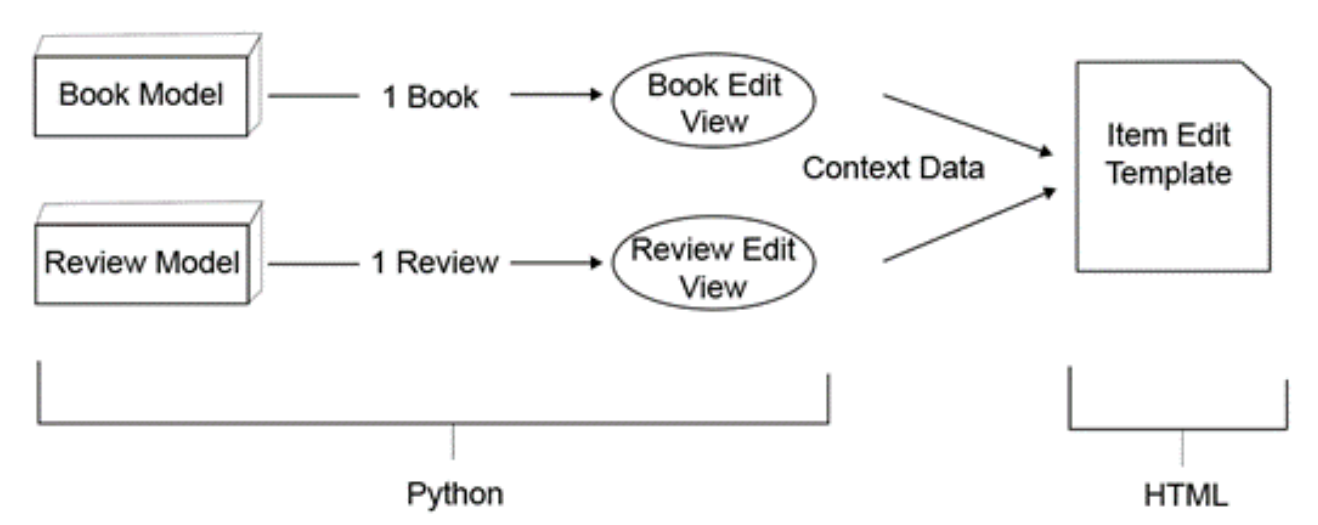 Book Model
1 Book
Book Edit
View
Context Data
Item Edit
Template
Review Model
1 Review
Review Edit
View
Python
HTML